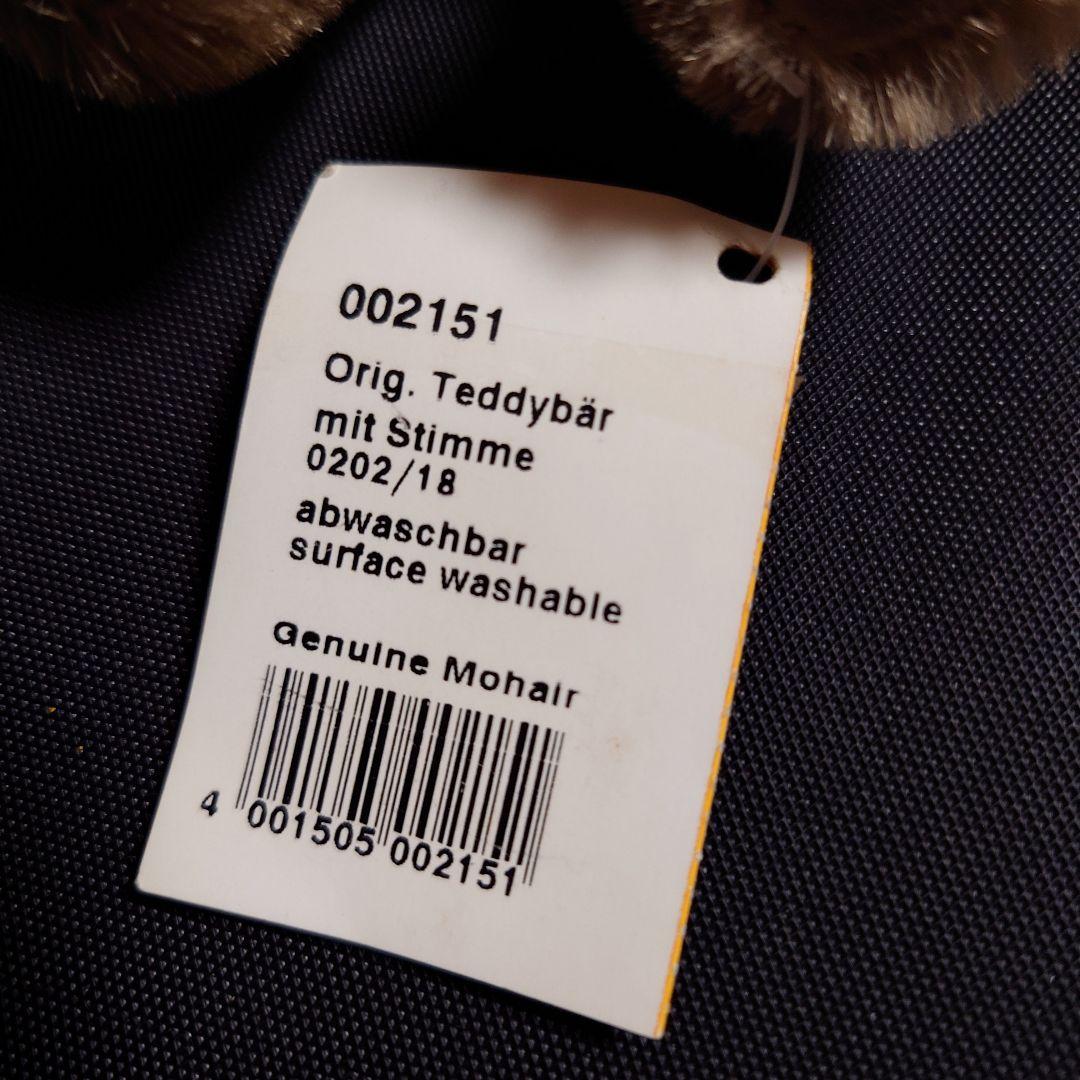 002151
Orig. Teddybär
mit Stimme
0202/18
abwaschbar
surface washable
Genuine Mohair
4 001505 002151